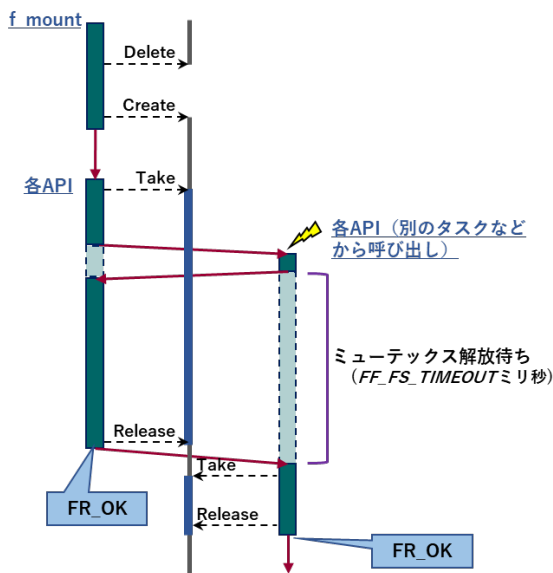 f_mount
Delete
Create
各API
Take
各API（別のタスクなど
から呼び出し）
ミューテックス解放待ち
（FF_FS_TIMEOUTミリ秒）
Release
Take
FR_OK
Release
FR_OK